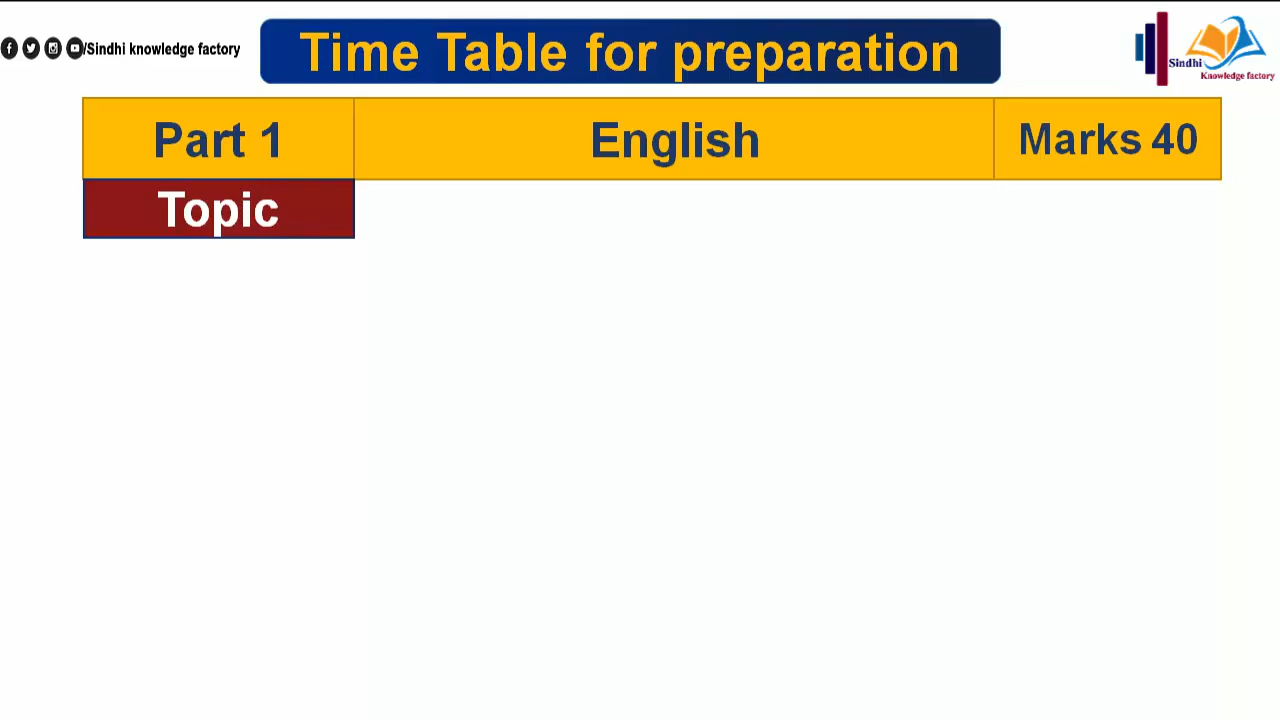 /Sindhi knowledge factory
Time Table for preparation
Sindhi
Knowledge factory
Part 1 English Marks 40
Topic